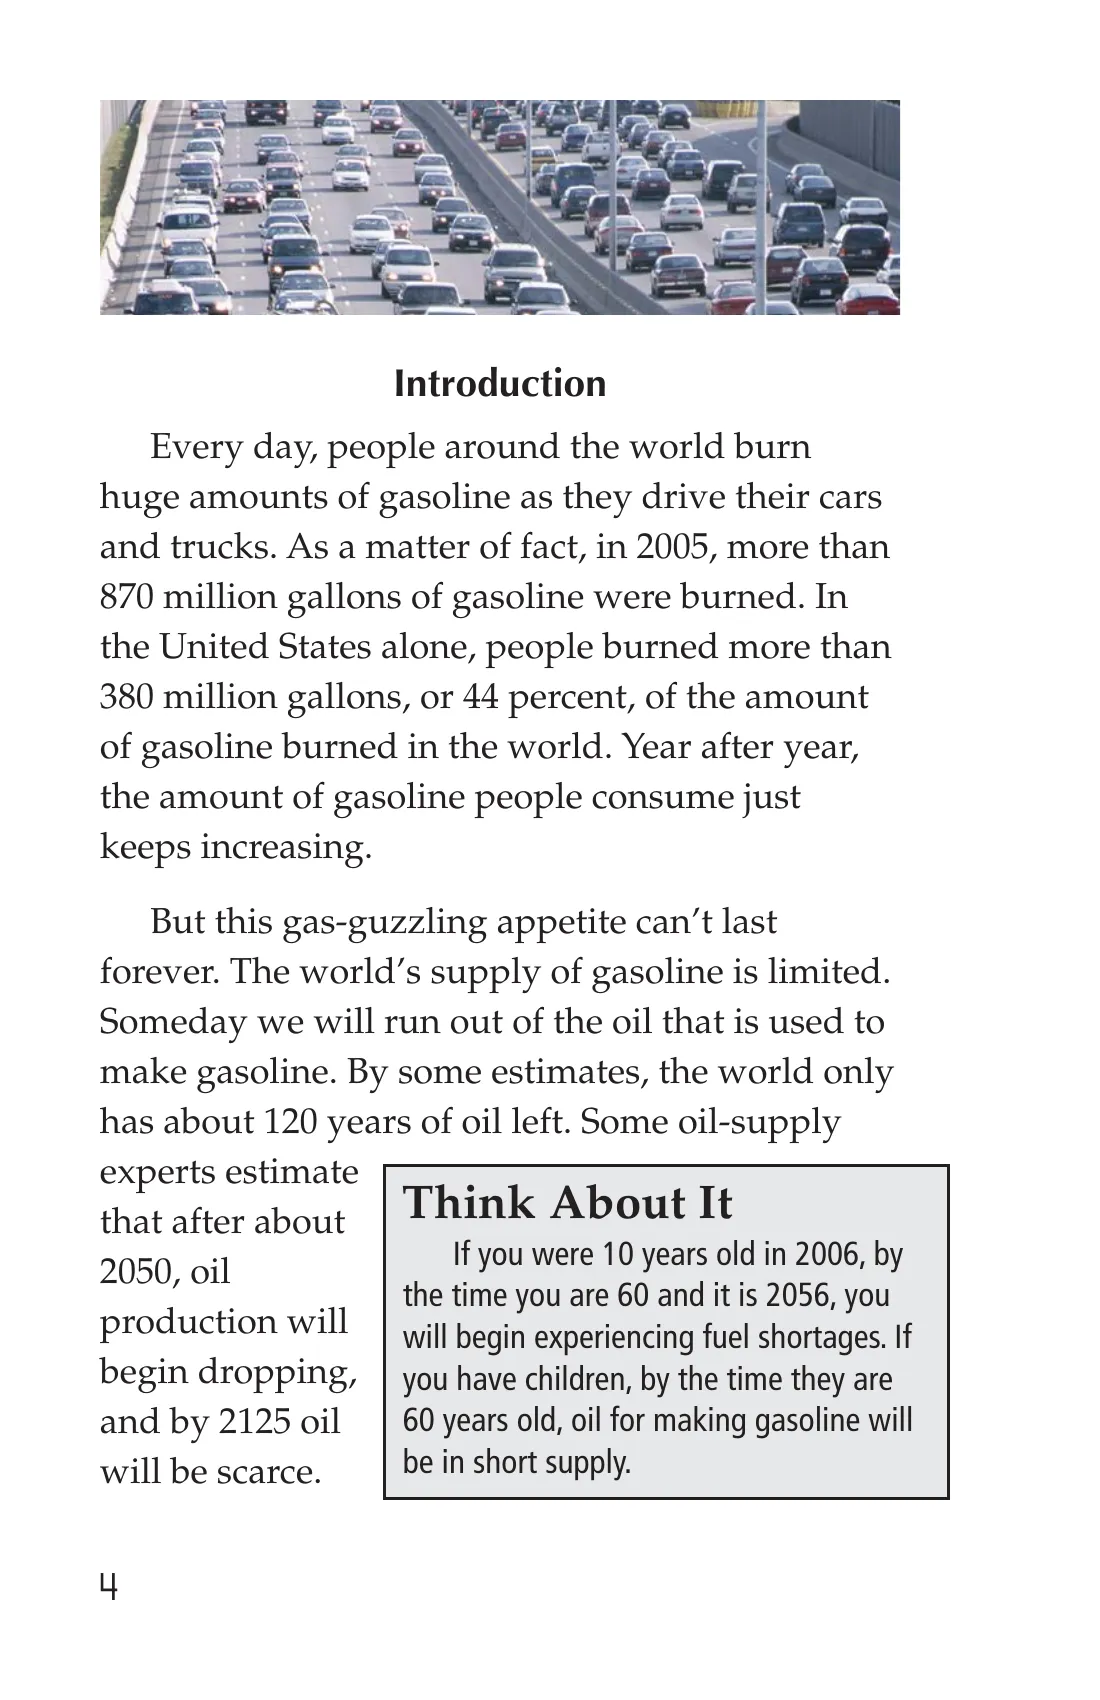 Introduction
Every day, people around the world burn
huge amounts of gasoline as they drive their cars
and trucks. As a matter of fact, in 2005, more than
870 million gallons of gasoline were burned. In
the United States alone, people burned more than
380 million gallons, or 44 percent, of the amount
of gasoline burned in the world. Year after year,
the amount of gasoline people consume just
keeps increasing.
But this gas-guzzling appetite can’t last
forever. The world’s supply of gasoline is limited.
Someday we will run out of the oil that is used to
make gasoline. By some estimates, the world only
has about 120 years of oil left. Some oil-supply
experts estimate
that after about
2050, oil
production will
begin dropping,
and by 2125 oil
will be scarce.
Think About It
If you were 10 years old in 2006, by
the time you are 60 and it is 2056, you
will begin experiencing fuel shortages. If
you have children, by the time they are
60 years old, oil for making gasoline will
be in short supply.
4